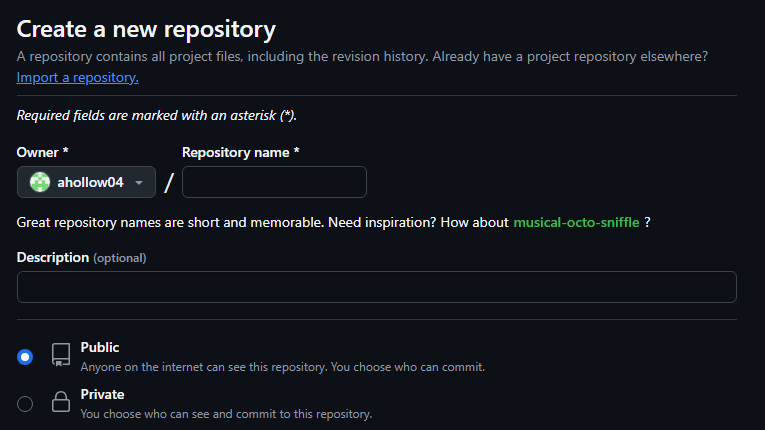 Create a new repository
A repository contains all project files, including the revision history. Already have a project repository elsewhere?
Import a repository.
Required fields are marked with an asterisk (*).
Owner * Repository name *
ahollow04 /
Great repository names are short and memorable. Need inspiration? How about musical-octo-sniffle ?
Description (optional)
Public
Anyone on the internet can see this repository. You choose who can commit.
Private
You choose who can see and commit to this repository.